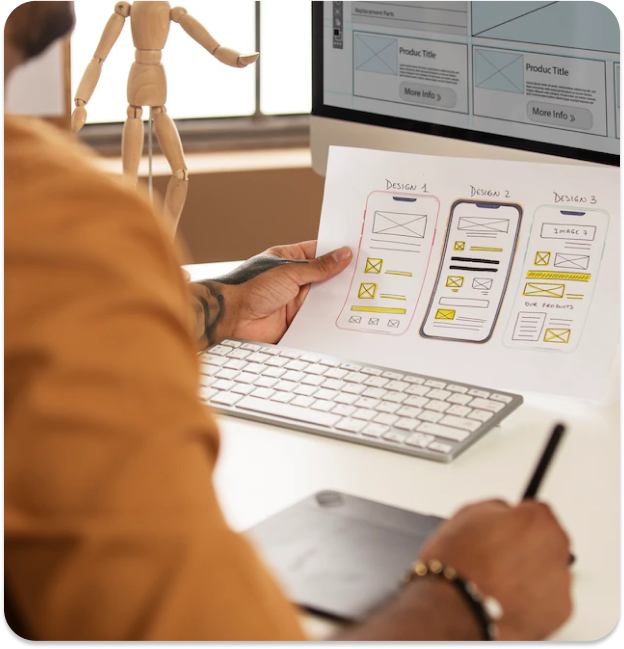 Replacement Parts
Produc Title
More Info
Produc Title
More Info
DESIGN 1
DESIGN 2
DESIGN 3
IMAGE
OUR PRODUCTS